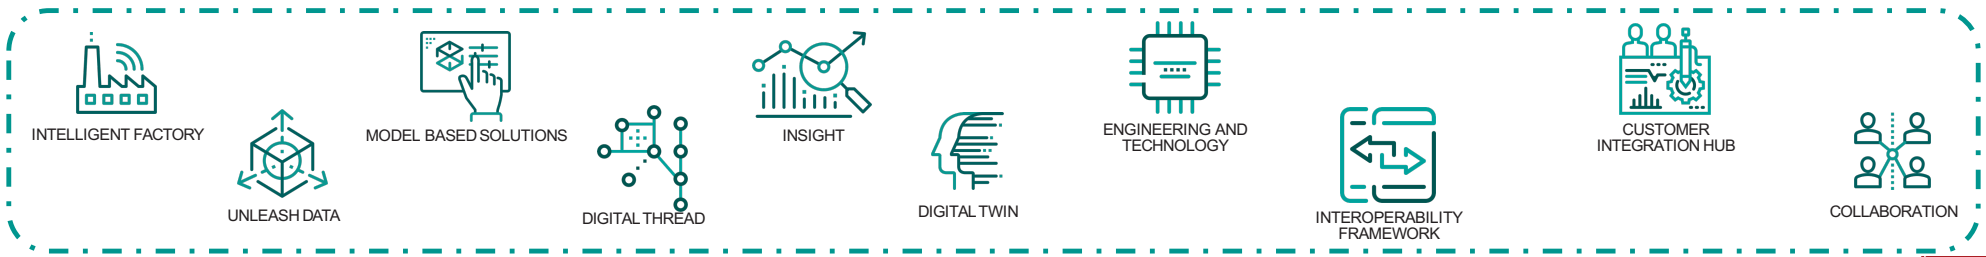 INTELLIGENT FACTORY
UNLEASH DATA
MODEL BASED SOLUTIONS
DIGITAL THREAD
INSIGHT
DIGITAL TWIN
ENGINEERING AND
TECHNOLOGY
INTEROPERABILITY
FRAMEWORK
CUSTOMER
INTEGRATION HUB
COLLABORATION